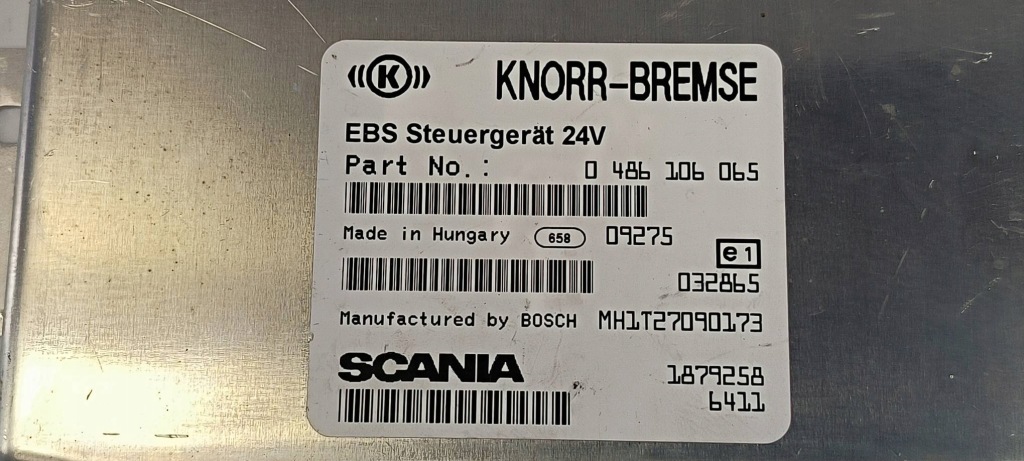 ((K)) KNORR-BREMSE
EBS Steuergerät 24V
Part No.: 0 486 106 065
Made in Hungary 658 09275
e1
032865
Manufactured by BOSCH MH1T27090173
SCANIA 1879258
6411